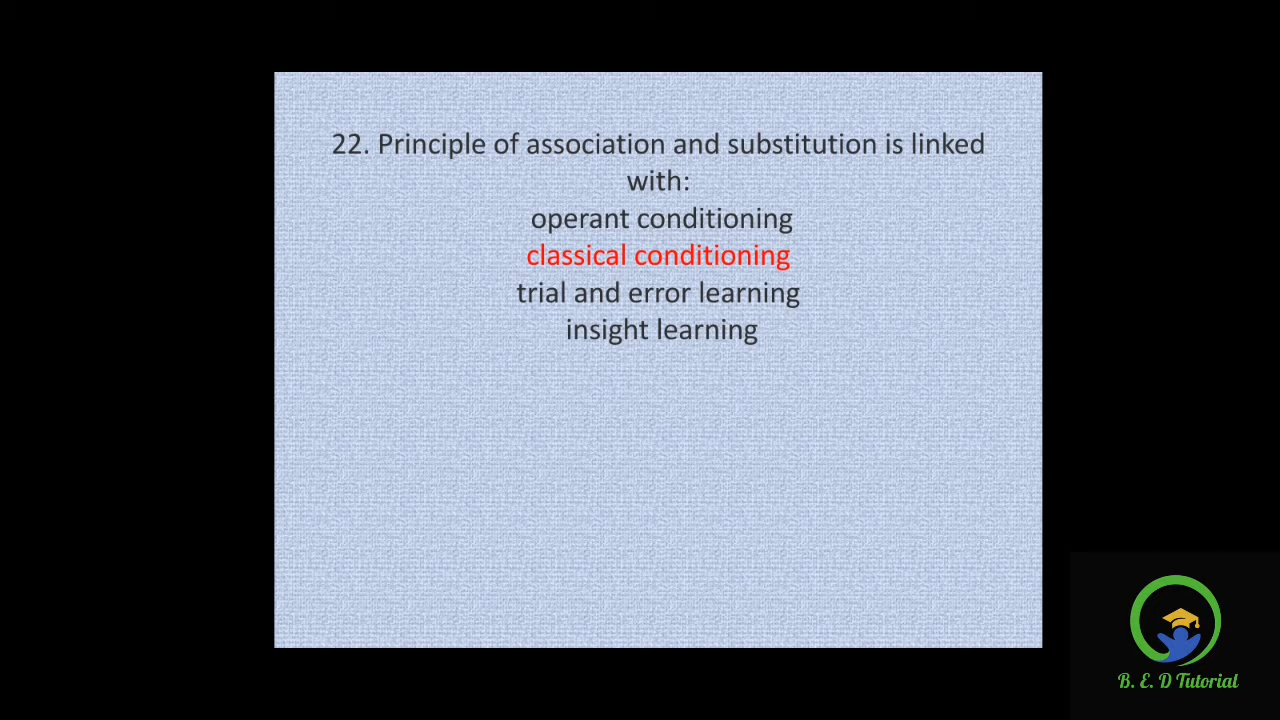 22. Principle of association and substitution is linked
with:
operant conditioning
classical conditioning
trial and error learning
insight learning
B. E. D Tutorial